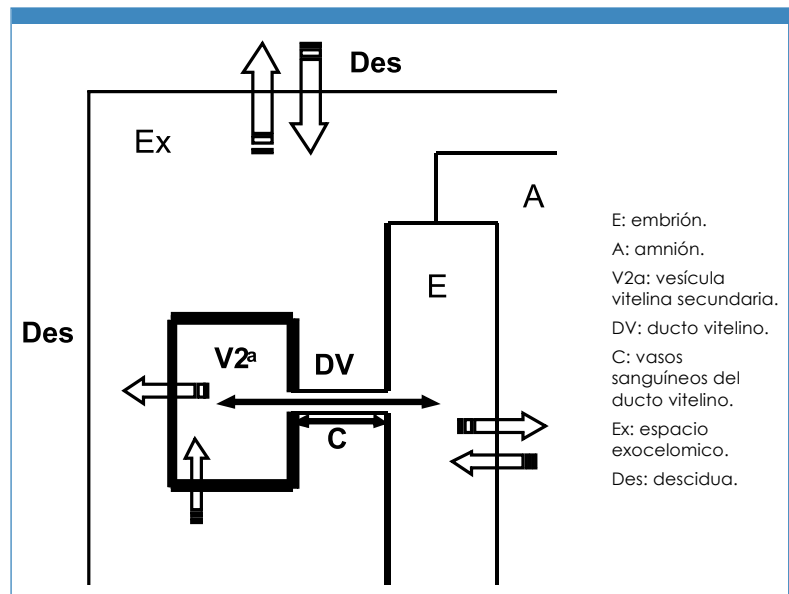 Des
Ex
A
E
Des
V2a
DV
C
E: embrión.
A: amnión.
V2a: vesícula
vitelina secundaria.
DV: ducto vitelino.
C: vasos
sanguíneos del
ducto vitelino.
Ex: espacio
exocelomico.
Des: descidua.